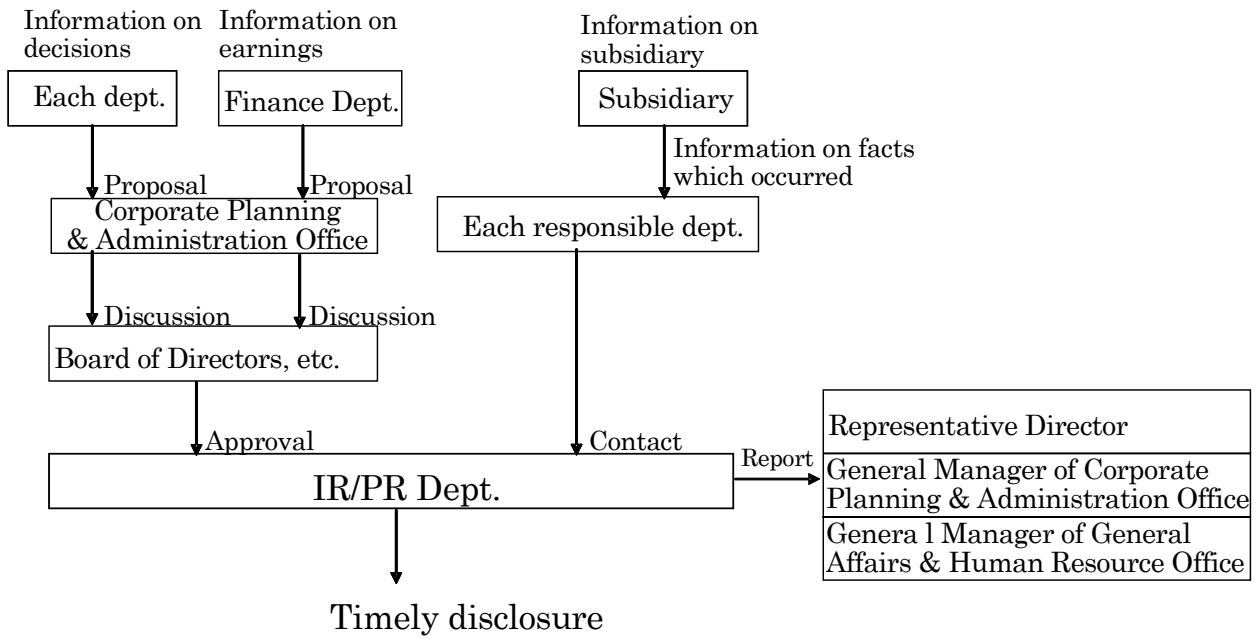 Information on
decisions
Information on
earnings
Information on
subsidiary
Each dept.
Finance Dept.
Subsidiary
Information on facts
which occurred
Proposal
Proposal
Corporate Planning
& Administration Office
Each responsible dept.
Discussion
Discussion
Board of Directors, etc.
Approval
Contact
Report
Representative Director
General Manager of Corporate
Planning & Administration Office
Genera l Manager of General
Affairs & Human Resource Office
IR/PR Dept.
Timely disclosure